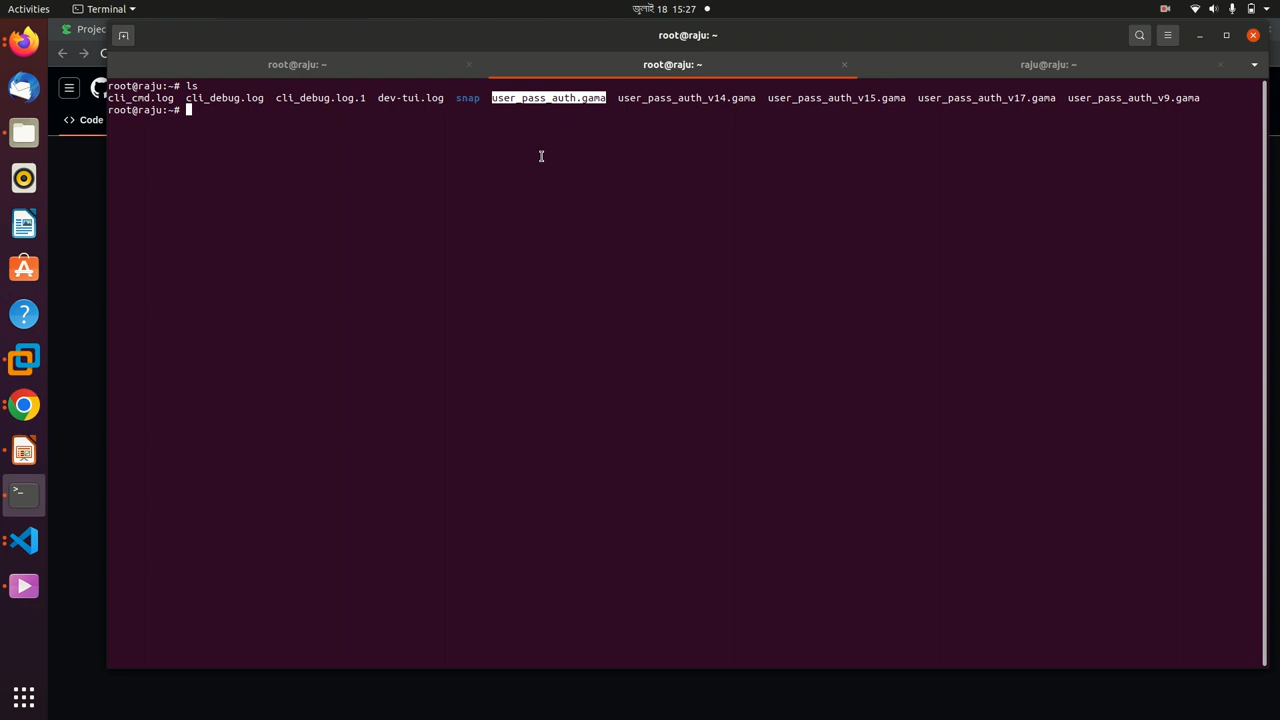 Activities Terminal জুলাই 18 15:27
Projec
root@raju: ~
root@raju: ~ root@raju: ~ raju@raju: ~
Code
root@raju:~# ls
cli_cmd.log cli_debug.log cli_debug.log.1 dev-tui.log snap user_pass_auth.gama user_pass_auth_v14.gama user_pass_auth_v15.gama user_pass_auth_v17.gama user_pass_auth_v9.gama
root@raju:~#